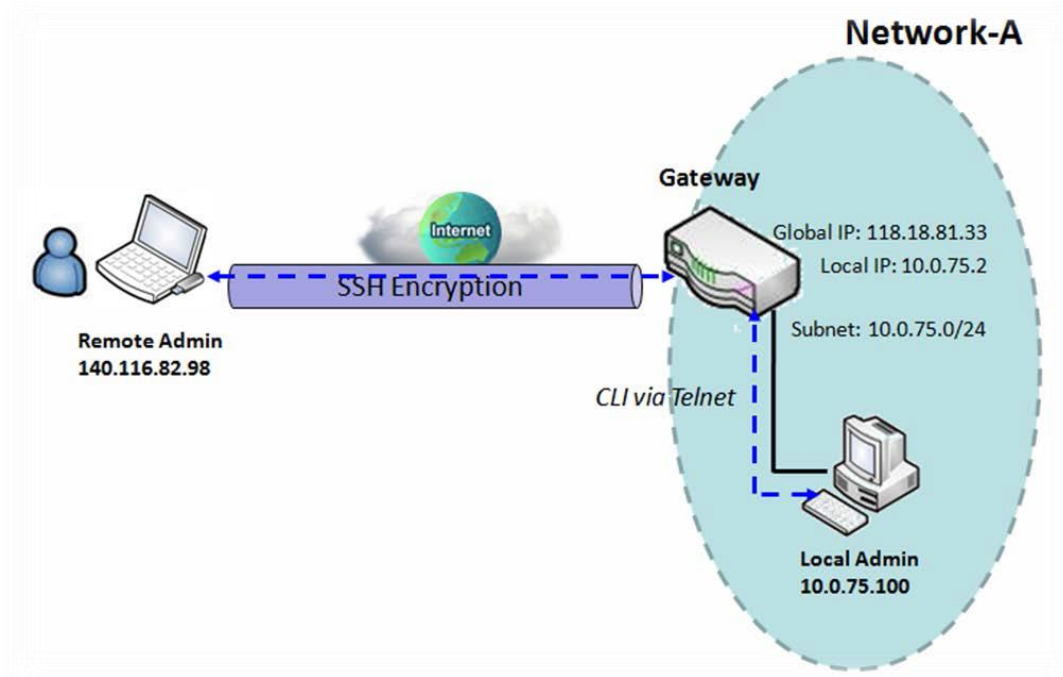 Network-A
Gateway
Global IP: 118.18.81.33
Local IP: 10.0.75.2
Internet
SSH Encryption
Subnet: 10.0.75.0/24
Remote Admin
140.116.82.98
CLI via Telnet
Local Admin
10.0.75.100